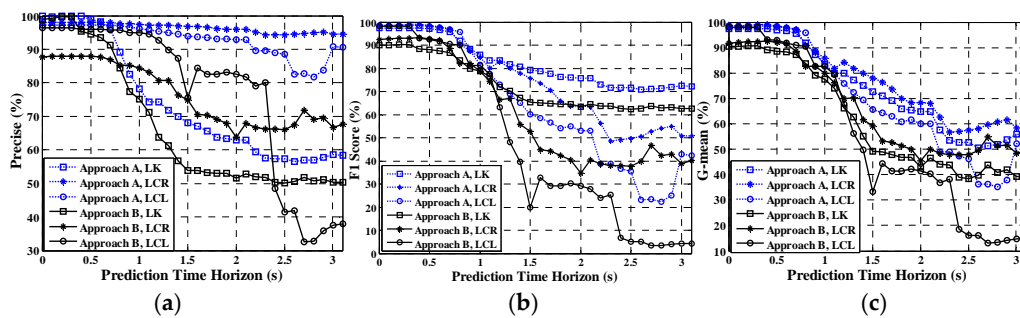 Precise (%)
100
90
80
70
60
50
40
30
0
0.5
1
1.5
2
2.5
3
Approach A, LK
Approach A, LCR
Approach A, LCL
Approach B, LK
Approach B, LCR
Approach B, LCL
Prediction Time Horizon (s)
(a)
F1 Score (%)
100
90
80
70
60
50
40
30
20
10
0
0
0.5
1
1.5
2
2.5
3
Approach A, LK
Approach A, LCR
Approach A, LCL
Approach B, LK
Approach B, LCR
Approach B, LCL
Prediction Time Horizon (s)
(b)
G-mean (%)
100
90
80
70
60
50
40
30
20
10
0
0.5
1
1.5
2
2.5
3
Approach A, LK
Approach A, LCR
Approach A, LCL
Approach B, LK
Approach B, LCR
Approach B, LCL
Prediction Time Horizon (s)
(c)